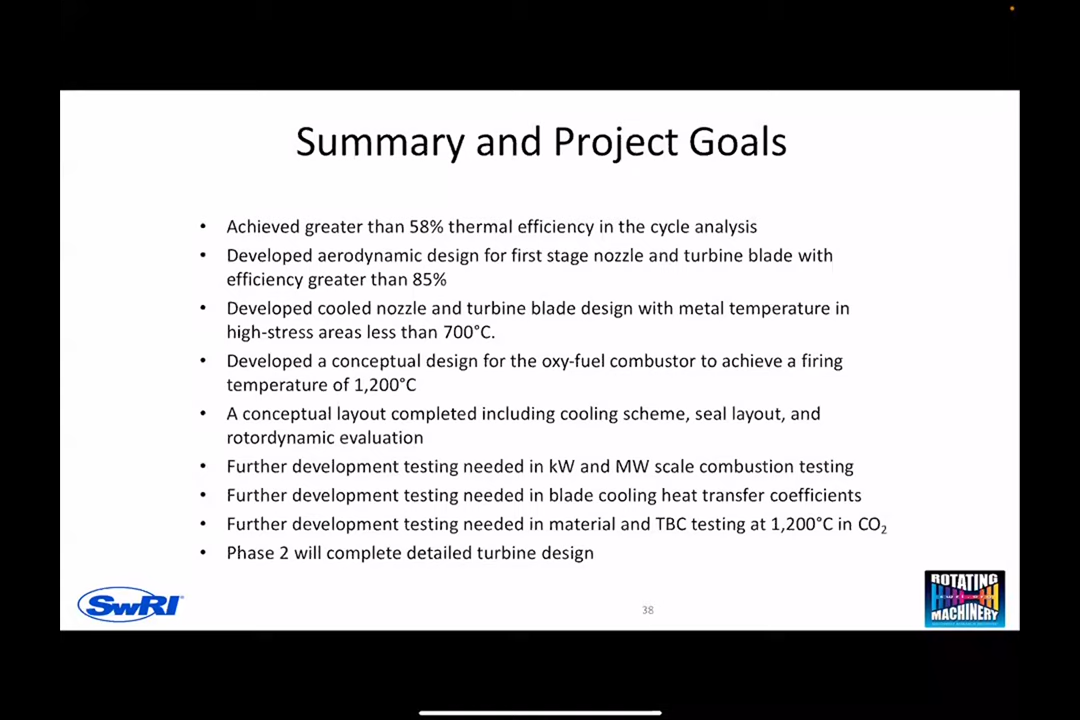 Summary and Project Goals
• Achieved greater than 58% thermal efficiency in the cycle analysis
• Developed aerodynamic design for first stage nozzle and turbine blade with
efficiency greater than 85%
• Developed cooled nozzle and turbine blade design with metal temperature in
high-stress areas less than 700°C.
• Developed a conceptual design for the oxy-fuel combustor to achieve a firing
temperature of 1,200°C
• A conceptual layout completed including cooling scheme, seal layout, and
rotordynamic evaluation
• Further development testing needed in kW and MW scale combustion testing
• Further development testing needed in blade cooling heat transfer coefficients
• Further development testing needed in material and TBC testing at 1,200°C in CO₂
• Phase 2 will complete detailed turbine design
SwRI
38
ROTATING
MACHINERY